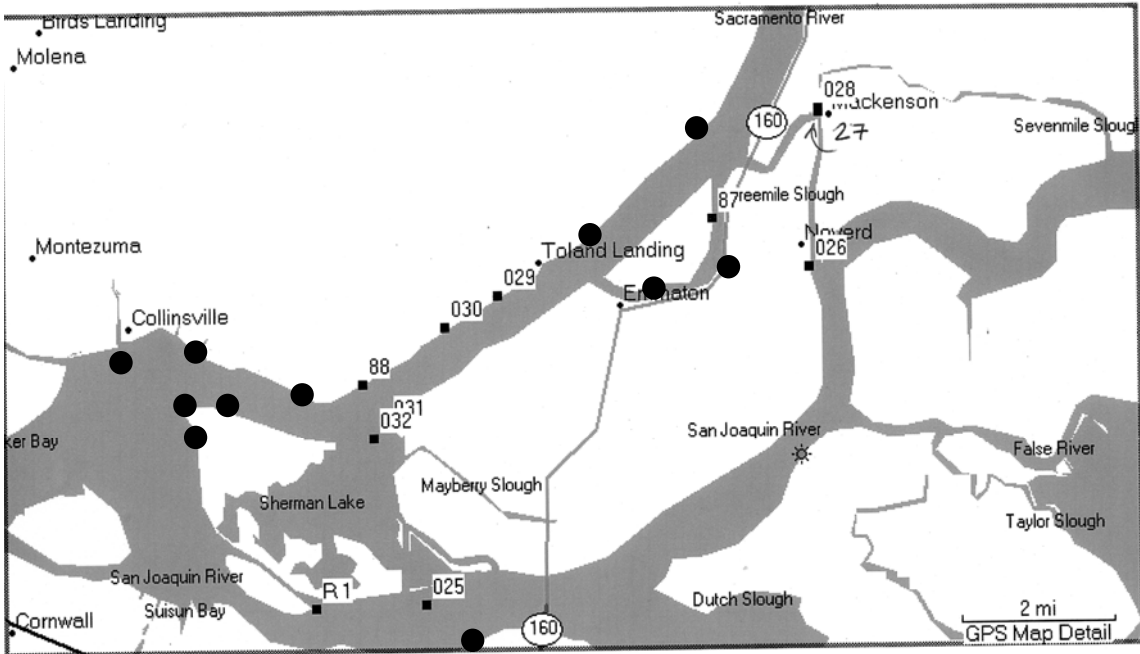 Birds Landing
Sacramento River
Molena
028
Mackenson
160
27
Sevenmile Slough
87
reemile Slough
Montezuma
Noverd
Toland Landing
026
029
Emmaton
030
Collinsville
88
031
032
San Joaquin River
ker Bay
False River
Mayberry Slough
Sherman Lake
Taylor Slough
San Joaquin River
R 1
025
Dutch Slough
Suisun Bay
2 mi
Cornwall
160
GPS Map Detail